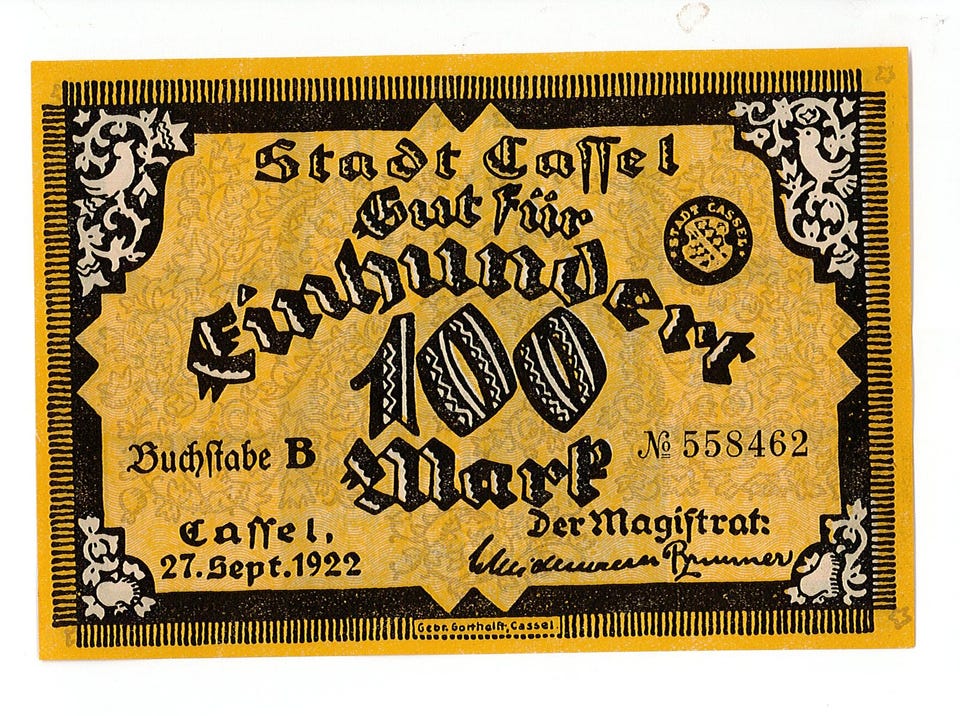 Stadt Cassel
Gut für
Einhundert
STADT CASSEL
100
Mark
Buchstabe B
№ 558462
Cassel,
27. Sept. 1922
Der Magistrat:
Brunner
Gebr. Gotthelft, Cassel